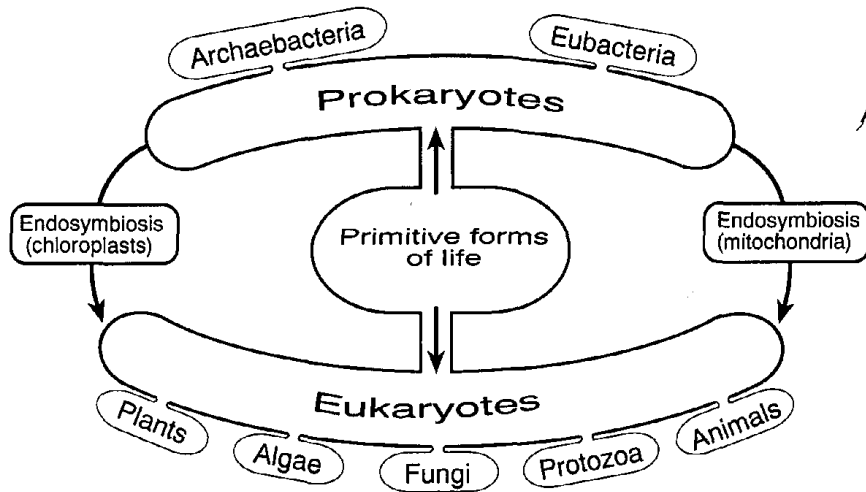 Archaebacteria
Eubacteria
Prokaryotes
Endosymbiosis
(chloroplasts)
Primitive forms
of life
Endosymbiosis
(mitochondria)
Eukaryotes
Plants
Algae
Fungi
Protozoa
Animals